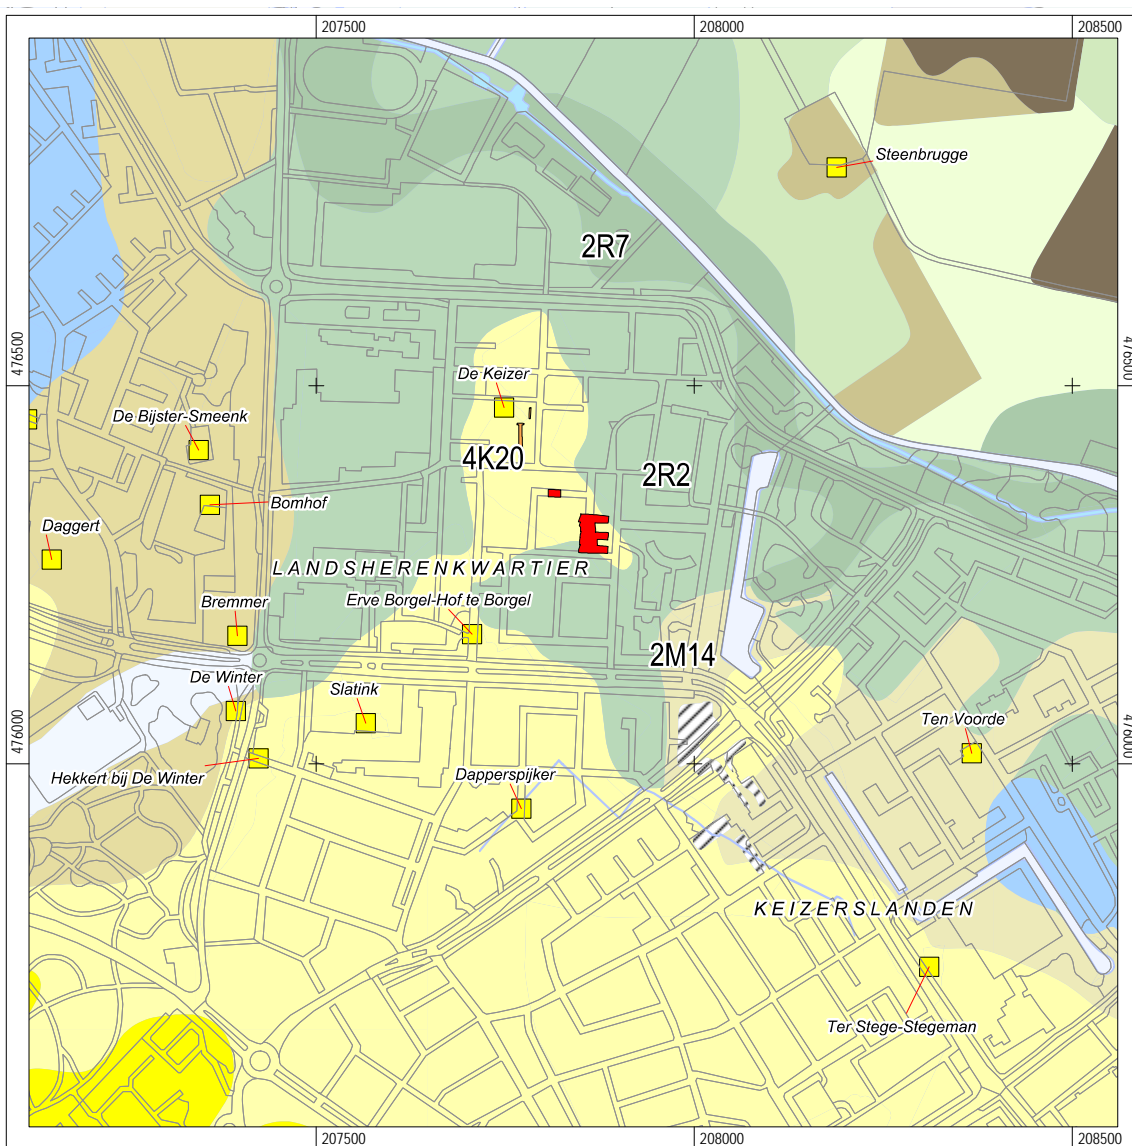 207500
208000
208500
Steenbrugge
2R7
476500
476500
De Keizer
De Bijster-Smeenk
4K20
2R2
Bomhof
Daggert
LANDSHERENKWARTIER
Bremmer
Erve Borgel-Hof te Borgel
2M14
De Winter
Slatink
Ten Voorde
476000
476000
Hekkert bij De Winter
Dapperspijker
KEIZERSLANDEN
Ter Stege-Stegeman
207500
208000
208500